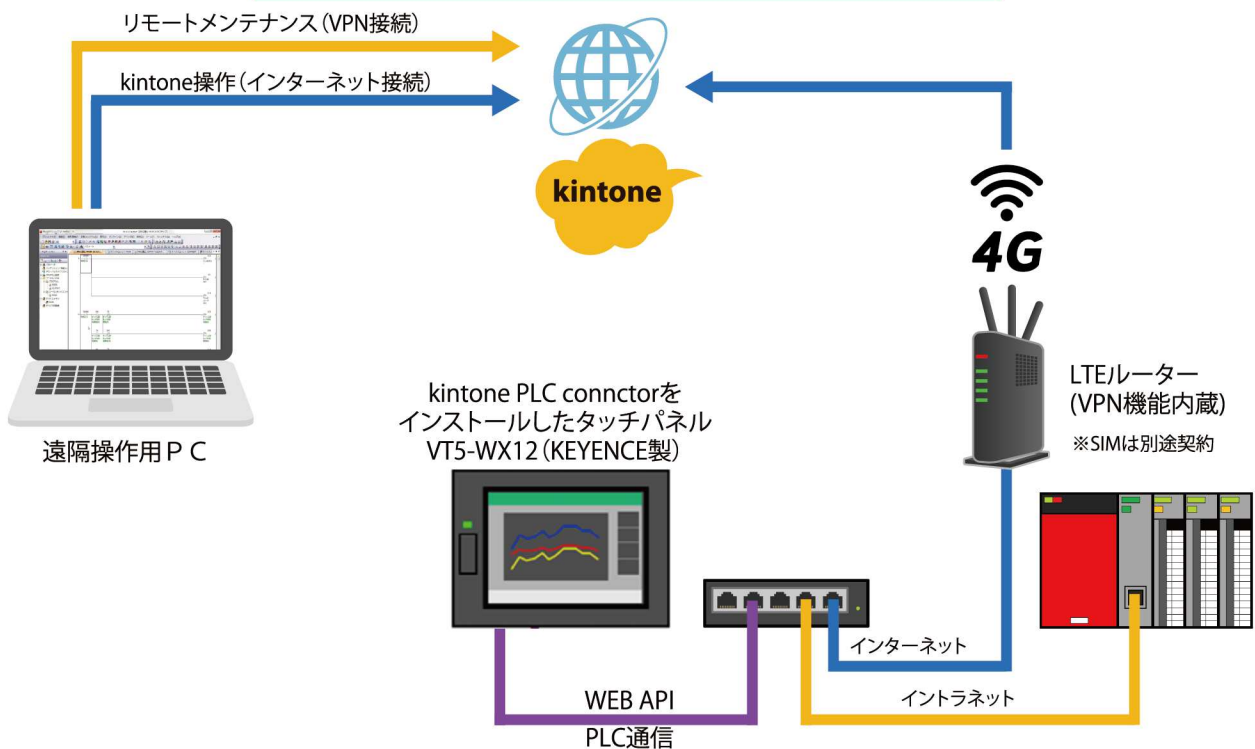 リモートメンテナンス（VPN接続）
kintone操作（インターネット接続）
kintone
4G
遠隔操作用ＰＣ
kintone PLC connctorを
インストールしたタッチパネル
VT5-WX12（KEYENCE製）
LTEルーター
(VPN機能内蔵)
※SIMは別途契約
インターネット
イントラネット
WEB API
PLC通信